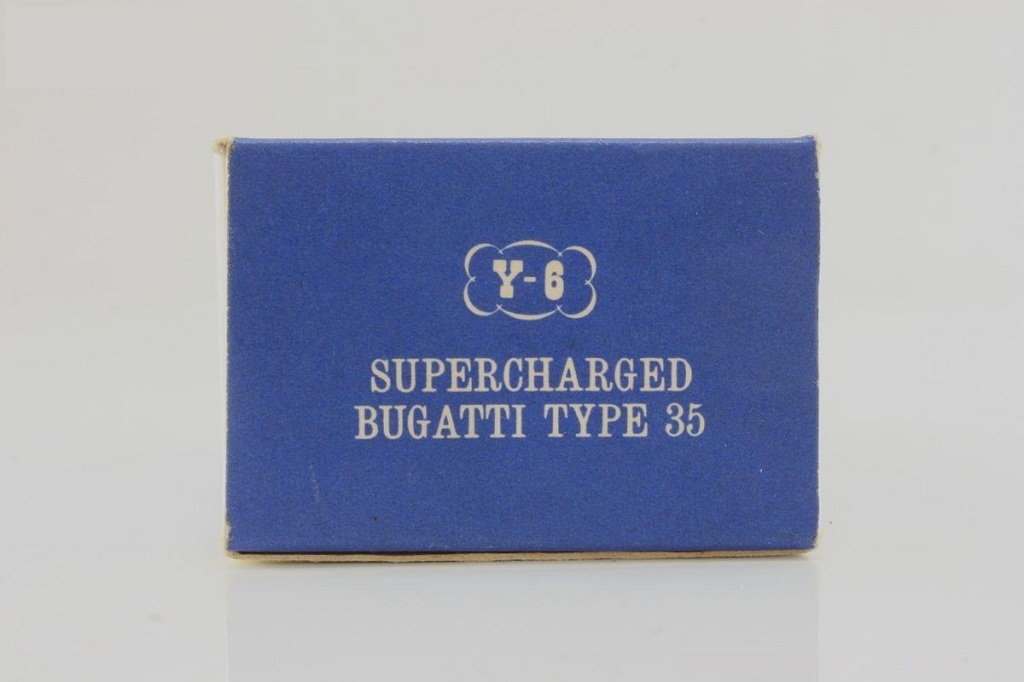 Y-6
SUPERCHARGED
BUGATTI TYPE 35